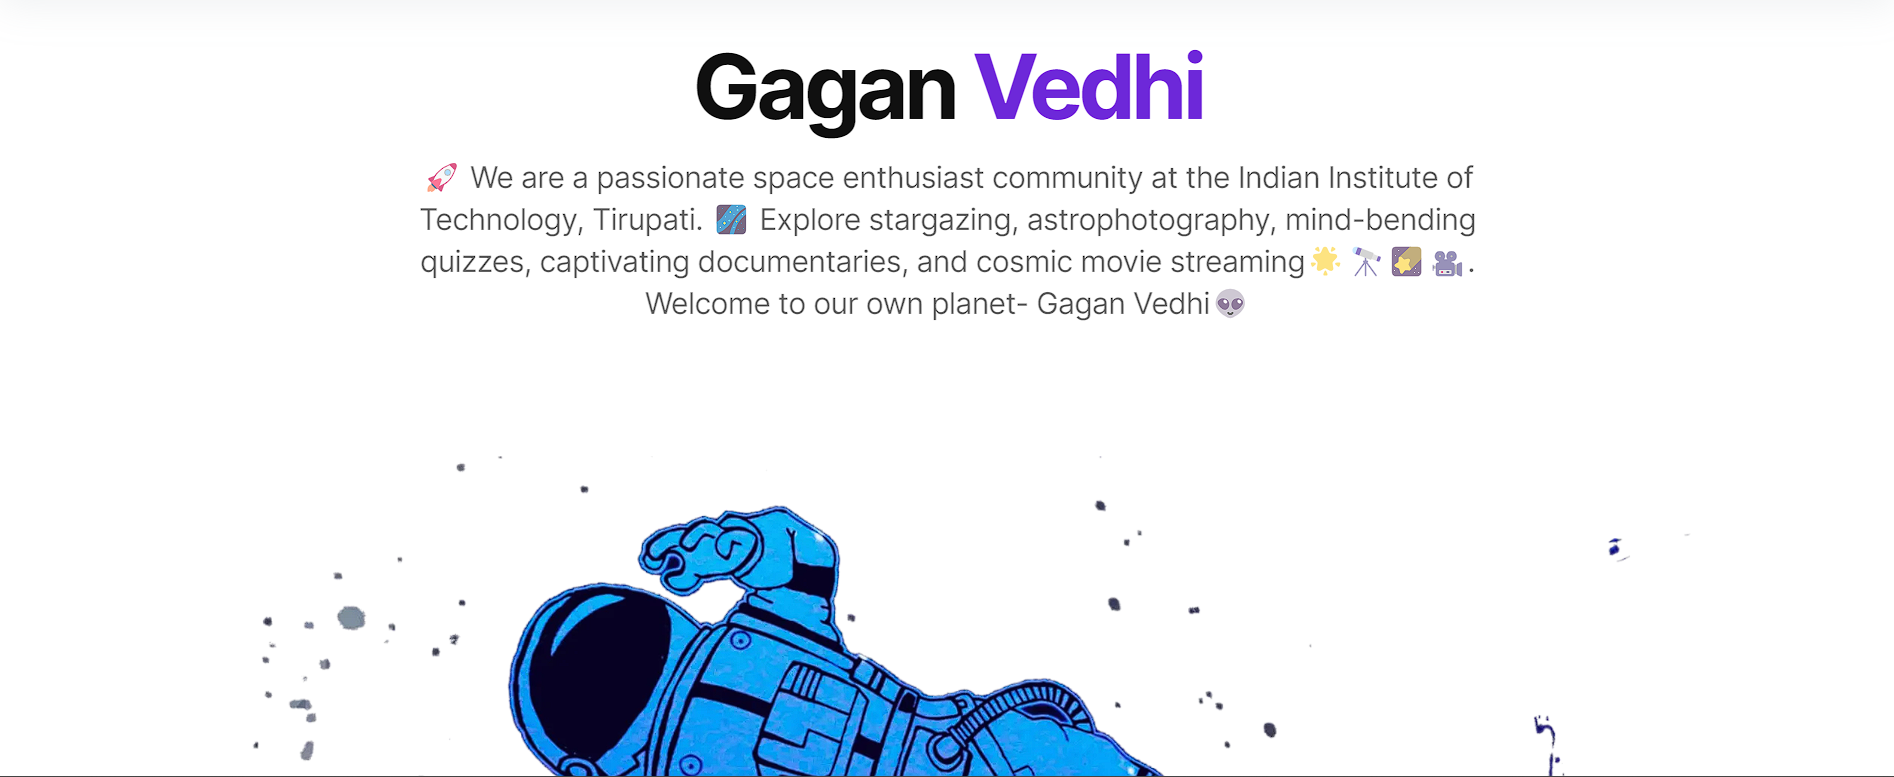 Gagan Vedhi
🚀 We are a passionate space enthusiast community at the Indian Institute of
Technology, Tirupati. 🌌 Explore stargazing, astrophotography, mind-bending
quizzes, captivating documentaries, and cosmic movie streaming🌟 🔭 🌠 🎥.
Welcome to our own planet- Gagan Vedhi👽